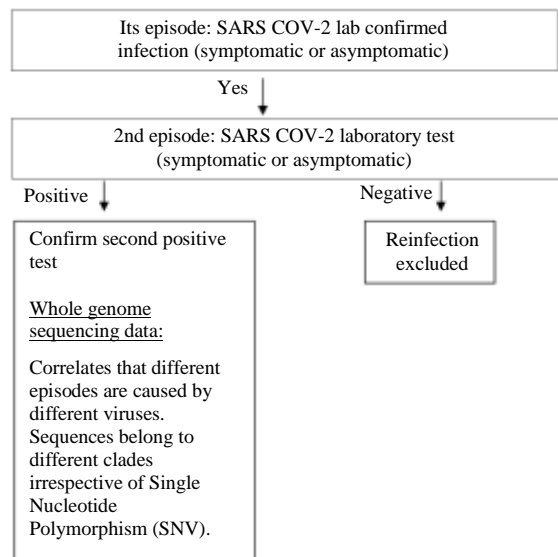 Its episode: SARS COV-2 lab confirmed
infection (symptomatic or asymptomatic)
Yes
2nd episode: SARS COV-2 laboratory test
(symptomatic or asymptomatic)
Positive
Negative
Confirm second positive
test
Whole genome
sequencing data:
Correlates that different
episodes are caused by
different viruses.
Sequences belong to
different clades
irrespective of Single
Nucleotide
Polymorphism (SNV).
Reinfection
excluded